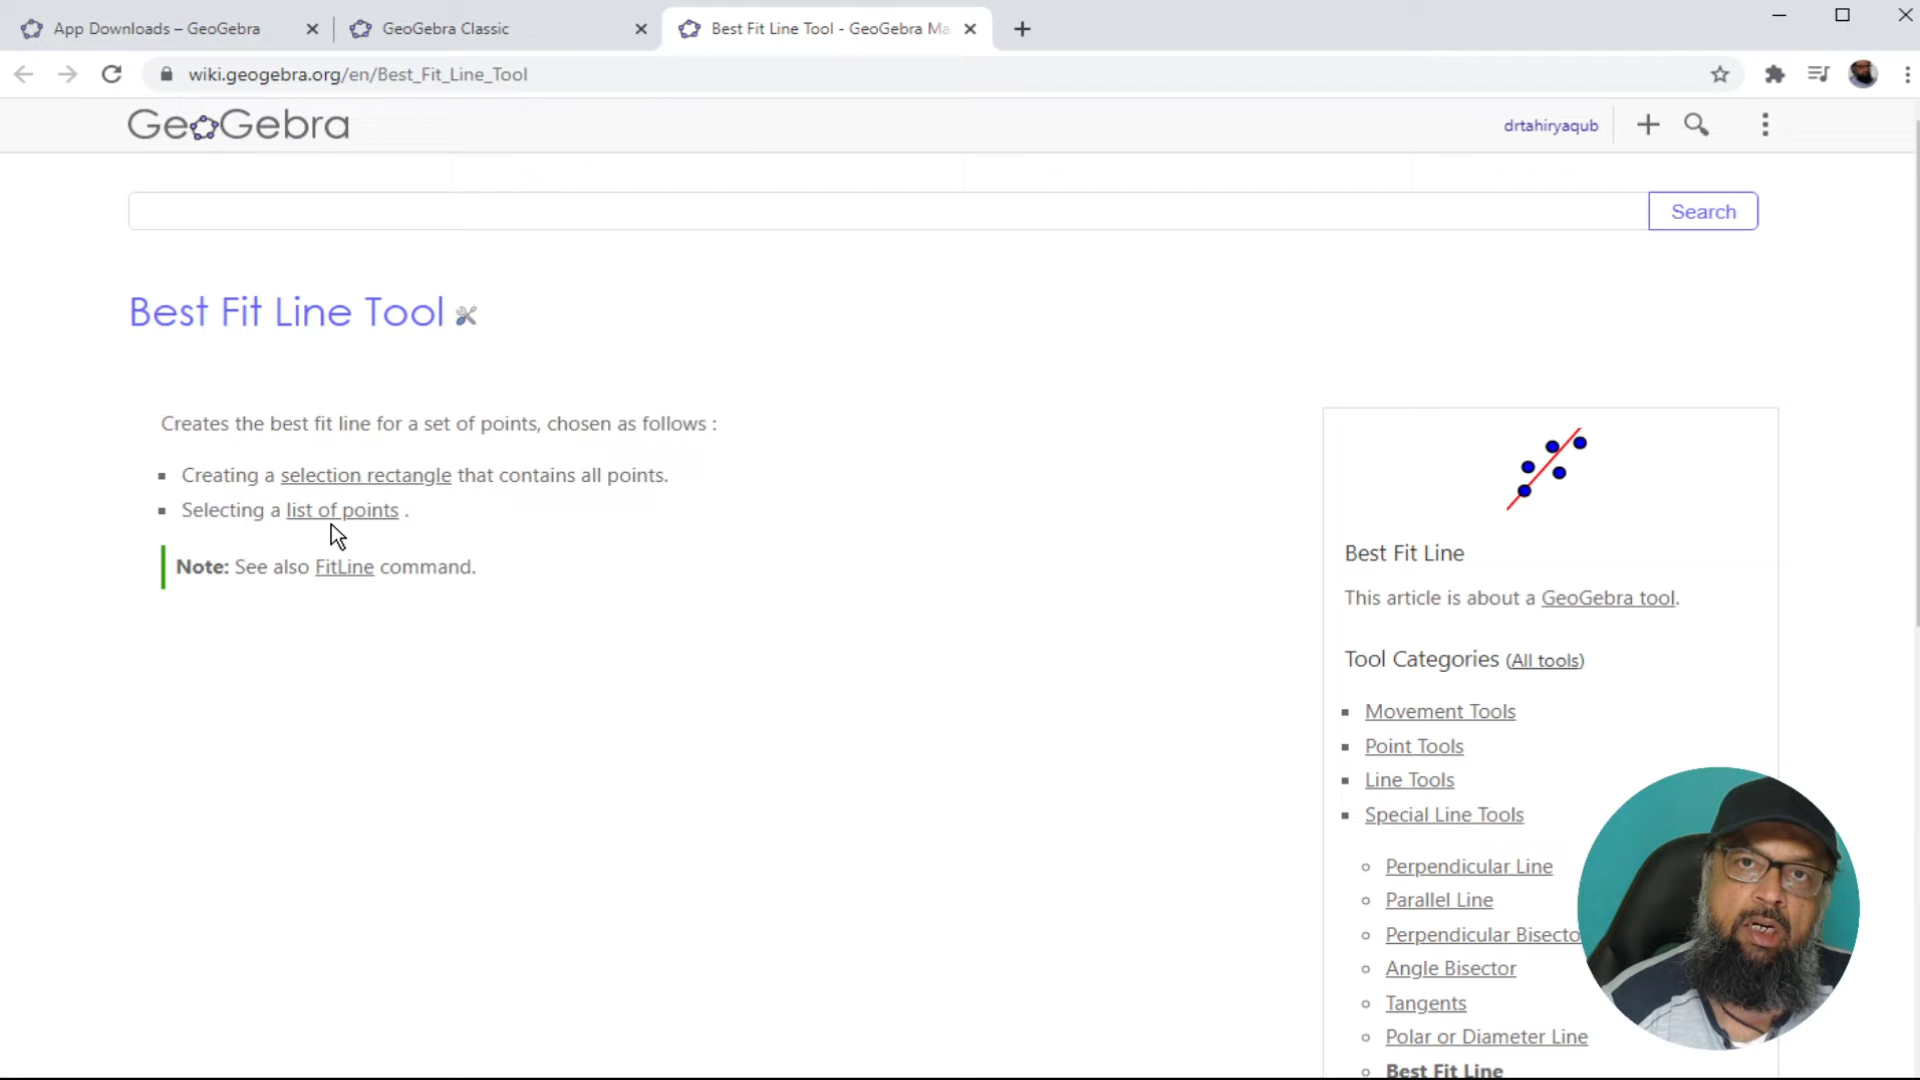 App Downloads – GeoGebra
GeoGebra Classic
Best Fit Line Tool - GeoGebra Ma
wiki.geogebra.org/en/Best_Fit_Line_Tool
GeoGebra
drtahiryaqub
Search
Best Fit Line Tool
Creates the best fit line for a set of points, chosen as follows :
Creating a selection rectangle that contains all points.
Selecting a list of points .
Note: See also FitLine command.
Best Fit Line
This article is about a GeoGebra tool.
Tool Categories (All tools)
Movement Tools
Point Tools
Line Tools
Special Line Tools
Perpendicular Line
Parallel Line
Perpendicular Bisecto
Angle Bisector
Tangents
Polar or Diameter Line
Best Fit Line